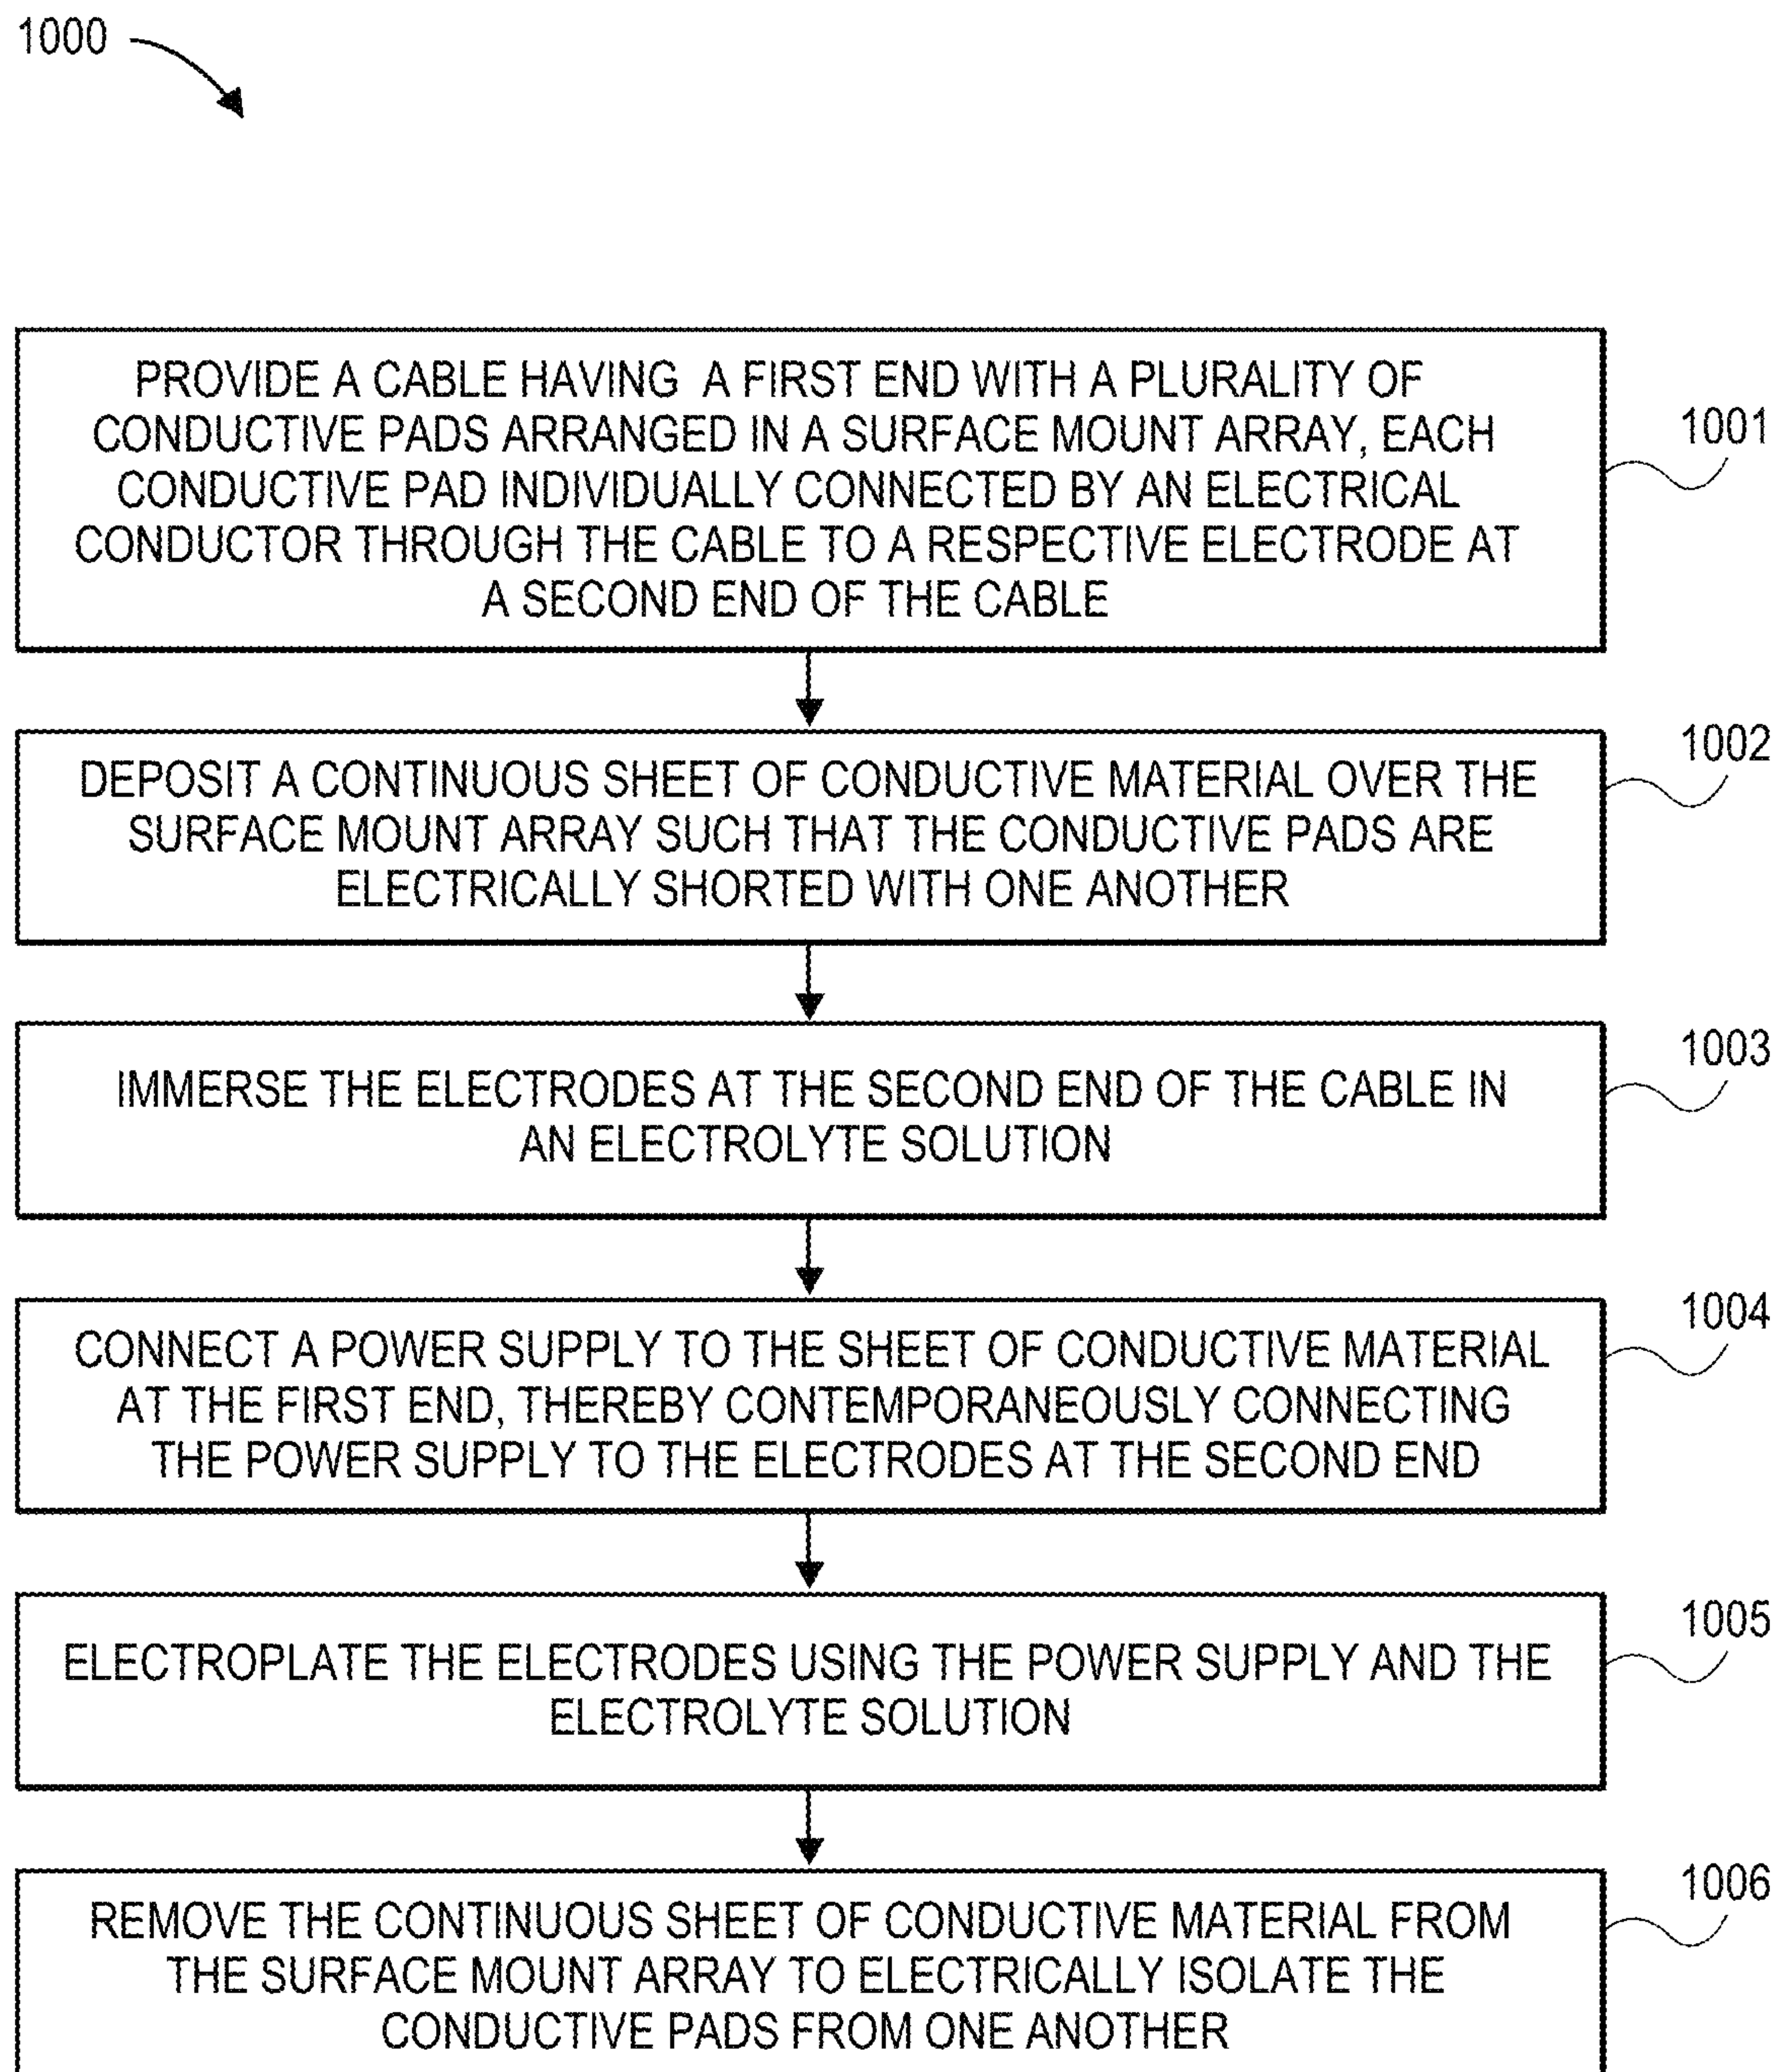 1000
PROVIDE A CABLE HAVING A FIRST END WITH A PLURALITY OF
CONDUCTIVE PADS ARRANGED IN A SURFACE MOUNT ARRAY, EACH
CONDUCTIVE PAD INDIVIDUALLY CONNECTED BY AN ELECTRICAL
CONDUCTOR THROUGH THE CABLE TO A RESPECTIVE ELECTRODE AT
A SECOND END OF THE CABLE
1001
DEPOSIT A CONTINUOUS SHEET OF CONDUCTIVE MATERIAL OVER THE
SURFACE MOUNT ARRAY SUCH THAT THE CONDUCTIVE PADS ARE
ELECTRICALLY SHORTED WITH ONE ANOTHER
1002
IMMERSE THE ELECTRODES AT THE SECOND END OF THE CABLE IN
AN ELECTROLYTE SOLUTION
1003
CONNECT A POWER SUPPLY TO THE SHEET OF CONDUCTIVE MATERIAL
AT THE FIRST END, THEREBY CONTEMPORANEOUSLY CONNECTING
THE POWER SUPPLY TO THE ELECTRODES AT THE SECOND END
1004
ELECTROPLATE THE ELECTRODES USING THE POWER SUPPLY AND THE
ELECTROLYTE SOLUTION
1005
REMOVE THE CONTINUOUS SHEET OF CONDUCTIVE MATERIAL FROM
THE SURFACE MOUNT ARRAY TO ELECTRICALLY ISOLATE THE
CONDUCTIVE PADS FROM ONE ANOTHER
1006